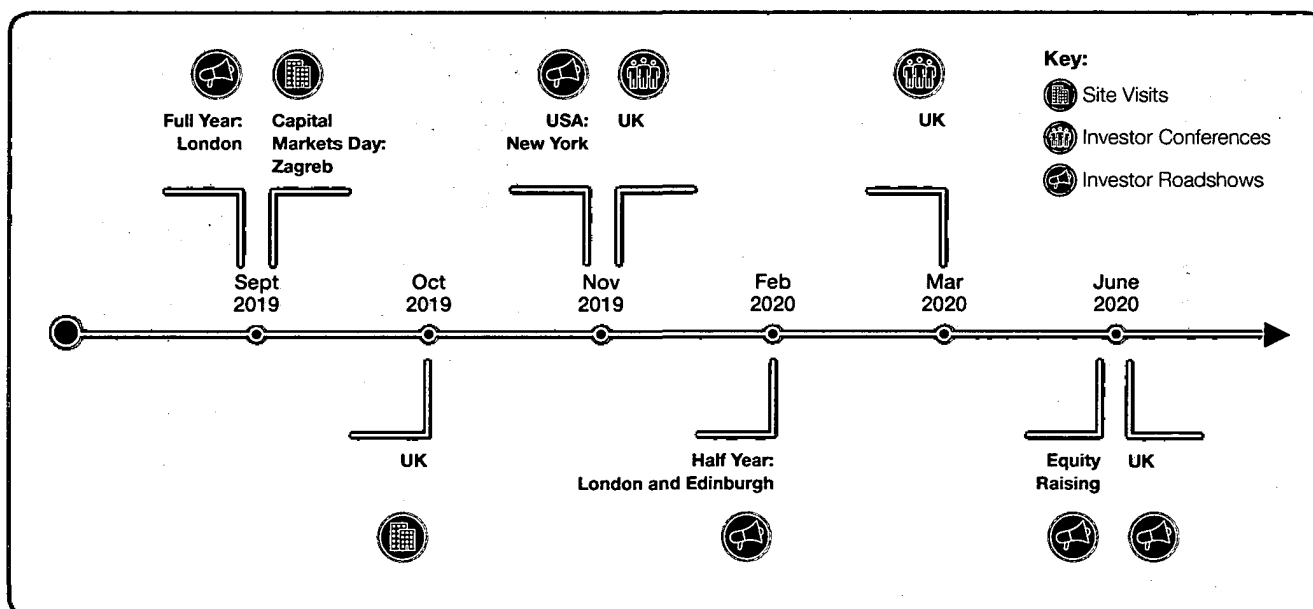 Full Year:
London
Capital
Markets Day:
Zagreb
USA:
New York
UK
UK
Key:
Site Visits
Investor Conferences
Investor Roadshows
Sept
2019
Oct
2019
Nov
2019
Feb
2020
Mar
2020
June
2020
UK
Half Year:
London and Edinburgh
Equity
Raising
UK